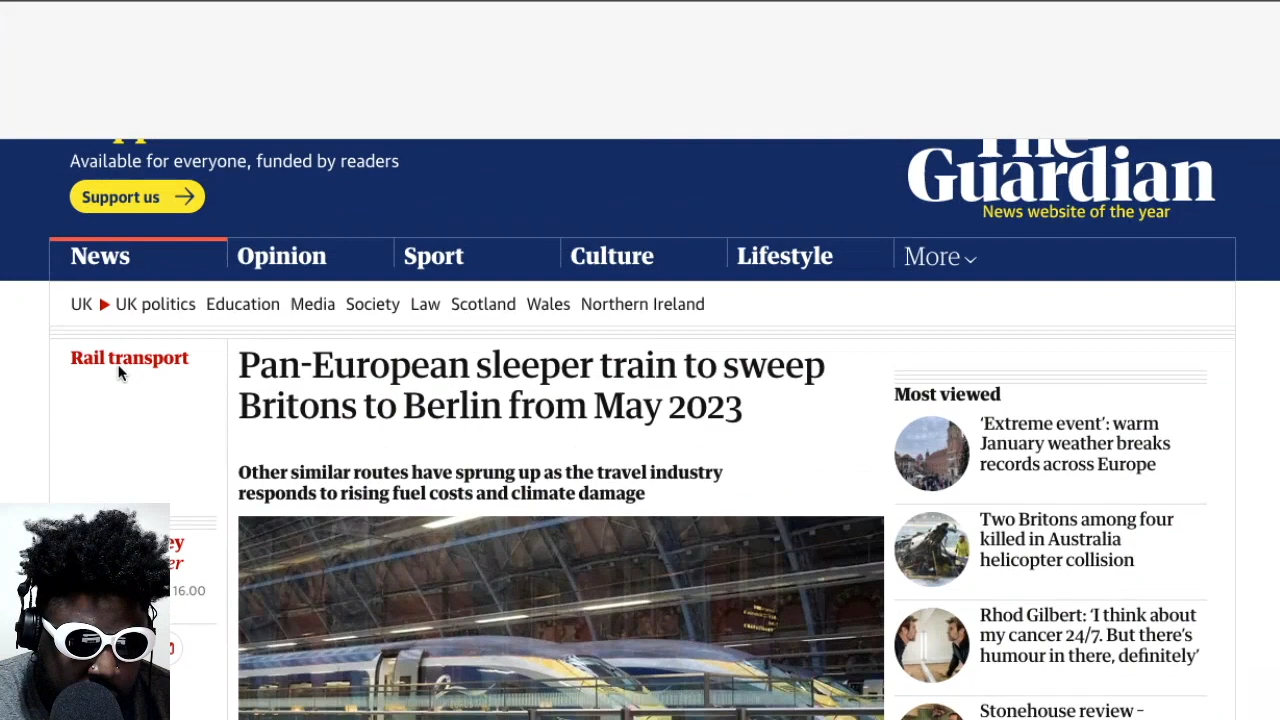 Available for everyone, funded by readers
Support us
The
Guardian
News website of the year
News
Opinion
Sport
Culture
Lifestyle
More
UK
UK politics
Education
Media
Society
Law
Scotland
Wales
Northern Ireland
Rail transport
Pan-European sleeper train to sweep
Britons to Berlin from May 2023
Other similar routes have sprung up as the travel industry
responds to rising fuel costs and climate damage
16.00
Most viewed
‘Extreme event’: warm
January weather breaks
records across Europe
Two Britons among four
killed in Australia
helicopter collision
Rhod Gilbert: ‘I think about
my cancer 24/7. But there’s
humour in there, definitely’
Stonehouse review –